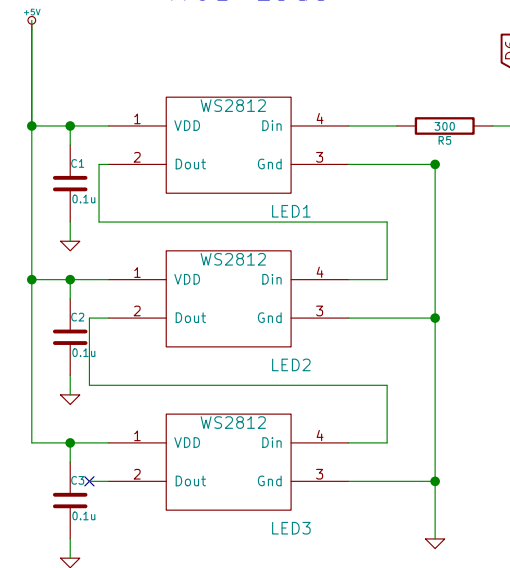 +5V
WS2812
1 VDD Din 4
300
R5
C1
0.1u
2 Dout Gnd 3
LED1
WS2812
1 VDD Din 4
C2
0.1u
2 Dout Gnd 3
LED2
WS2812
1 VDD Din 4
C3
0.1u
2 Dout Gnd 3
LED3